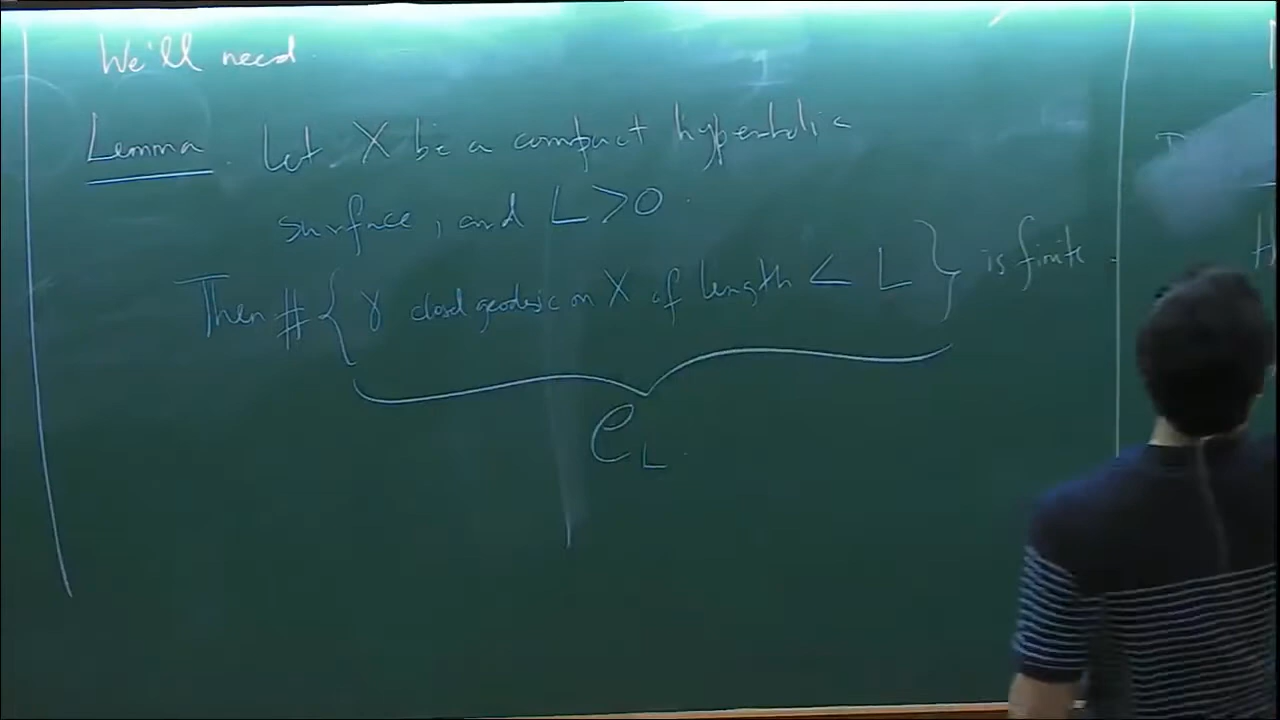 We'll need.
Lemma. Let X be a compact hyperbolic
surface, and L > 0.
Then # { γ closed geodesic on X of length < L } is finite.
C_L.